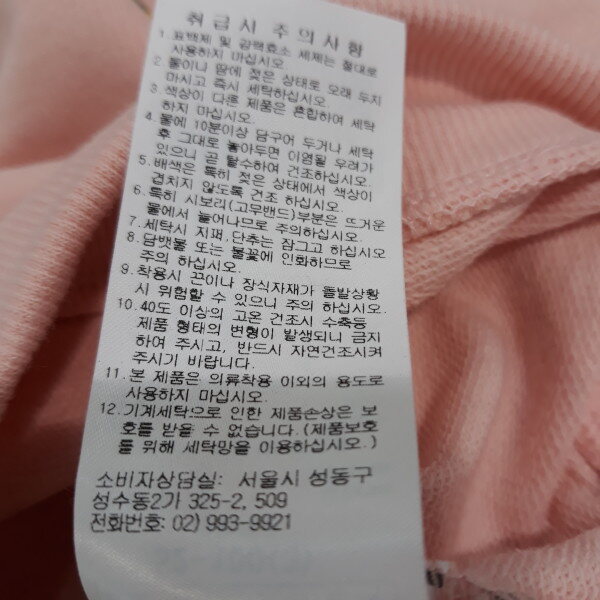 취급시 주의사항
1.표백제 및 광택효소 세제는 절대로
사용하지 마십시오.
2.물이나 땀에 젖은 상태로 오래 두지
마시고 즉시 세탁하십시오.
3.색상이 다른 제품은 혼합하여 세탁
하지 마십시오.
4.물에 10분이상 담구어 두거나 세탁
후 그대로 놓아두면 이염될 우려가
있으니 곧 탈수하여 건조하십시오.
5.배색은 특히 젖은 상태에서 색상이
겹치지 않도록 건조 하십시오.
6.특히 시보리(고무밴드)부분은 뜨거운
물에서 늘어나므로 주의하십시오.
7.세탁시 지퍼,단추는 잠그고 하십시오
8.담뱃불 또는 불꽃에 인화하므로
주의 하십시오.
9.착용시 끈이나 장식자재가 돌발상황
시 위험할 수 있으니 주의 하십시오.
10.40도 이상의 고온 건조시 수축등
제품 형태의 변형이 발생되니 금지
하여 주시고, 반드시 자연건조시켜
주시기 바랍니다.
11.본 제품은 의류착용 이외의 용도로
사용하지 마십시오.
12.기계세탁으로 인한 제품손상은 보
호를 받을 수 없습니다.(제품보호
를 위해 세탁망을 이용하십시오.)
소비자상담실: 서울시 성동구
성수동2가 325-2, 509
전화번호: 02) 993-9921